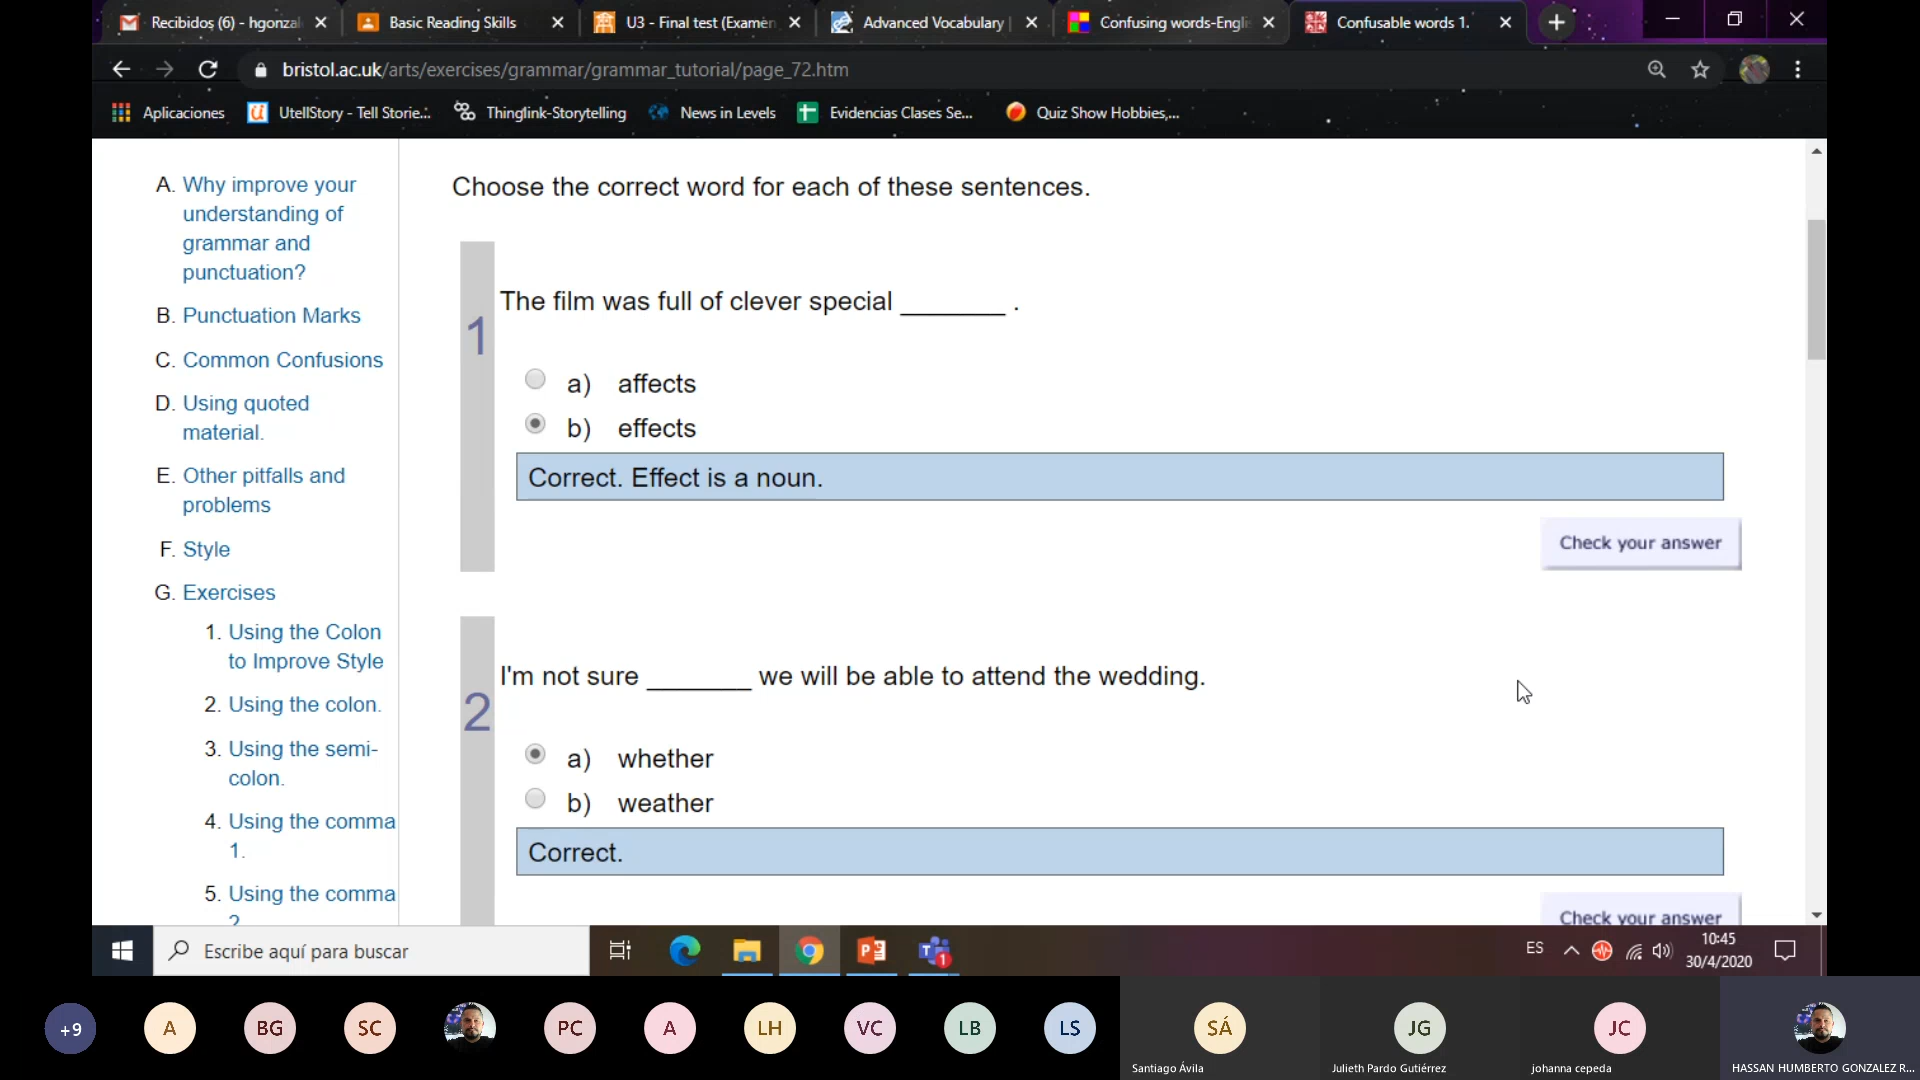 Recibidos (6) - hgonzal
Basic Reading Skills
U3 - Final test (Examen
Advanced Vocabulary |
Confusing words-Engli
Confusable words 1.
bristol.ac.uk/arts/exercises/grammar/grammar_tutorial/page_72.htm
Aplicaciones
UtellStory - Tell Storie...
Thinglink-Storytelling
News in Levels
Evidencias Clases Se...
Quiz Show Hobbies,...
A. Why improve your
understanding of
grammar and
punctuation?
B. Punctuation Marks
C. Common Confusions
D. Using quoted
material.
E. Other pitfalls and
problems
F. Style
G. Exercises
1. Using the Colon
to Improve Style
2. Using the colon.
3. Using the semi-
colon.
4. Using the comma
1.
5. Using the comma
2
Choose the correct word for each of these sentences.
1
The film was full of clever special _______ .
a) affects
b) effects
Correct. Effect is a noun.
Check your answer
2
I'm not sure _______ we will be able to attend the wedding.
a) whether
b) weather
Correct.
Check your answer
Escribe aquí para buscar
1
ES
10:45
30/4/2020
+9
A
BG
SC
PC
A
LH
VC
LB
LS
SÁ
JG
JC
Santiago Ávila
Julieth Pardo Gutiérrez
johanna cepeda
HASSAN HUMBERTO GONZALEZ R...